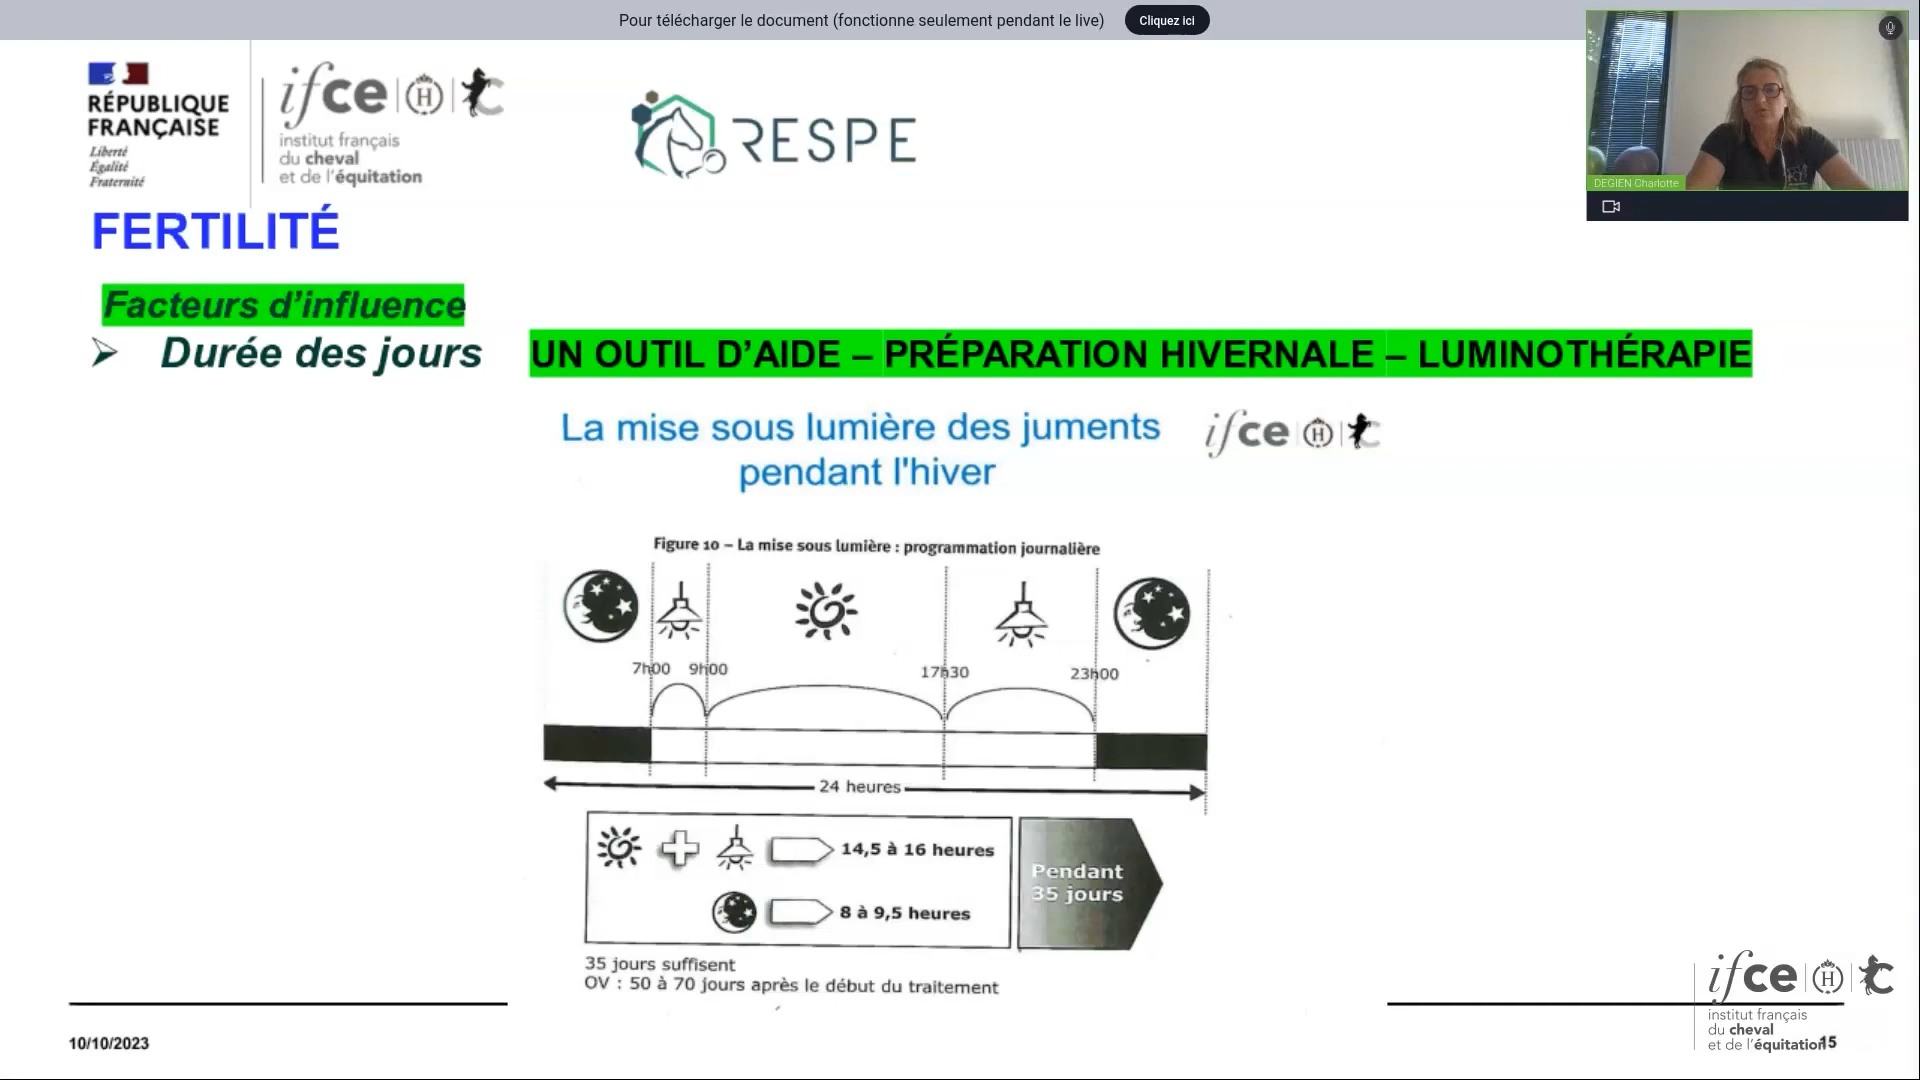 Pour télécharger le document (fonctionne seulement pendant le live)
Cliquez ici
RÉPUBLIQUE
FRANÇAISE
Liberté
Égalité
Fraternité
ifce
H
institut français
du cheval
et de l'équitation
RESPE
DEGIEN Charlotte
FERTILITÉ
Facteurs d'influence
Durée des jours
UN OUTIL D'AIDE – PRÉPARATION HIVERNALE – LUMINOTHÉRAPIE
La mise sous lumière des juments
pendant l'hiver
ifce
H
Figure 10 – La mise sous lumière : programmation journalière
7h00 9h00 17h30 23h00
24 heures
14,5 à 16 heures
8 à 9,5 heures
Pendant
35 jours
35 jours suffisent
OV : 50 à 70 jours après le début du traitement
ifce
H
institut français
du cheval
et de l'équitation
10/10/2023
15